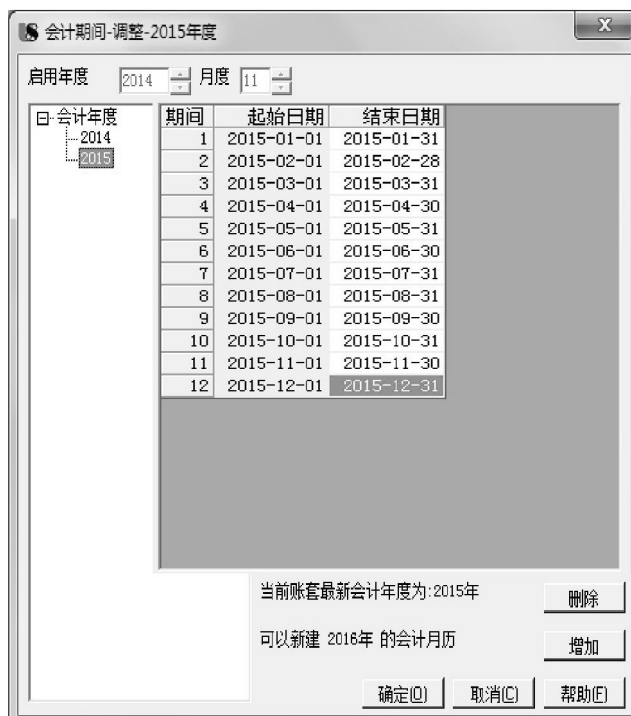 会计期间-调整-2015年度
启用年度 2014 月度 11
会计年度
2014
2015
期间 起始日期 结束日期
1 2015-01-01 2015-01-31
2 2015-02-01 2015-02-28
3 2015-03-01 2015-03-31
4 2015-04-01 2015-04-30
5 2015-05-01 2015-05-31
6 2015-06-01 2015-06-30
7 2015-07-01 2015-07-31
8 2015-08-01 2015-08-31
9 2015-09-01 2015-09-30
10 2015-10-01 2015-10-31
11 2015-11-01 2015-11-30
12 2015-12-01 2015-12-31
当前账套最新会计年度为:2015年 删除
可以新建 2016年 的会计月历 增加
确定(O) 取消(C) 帮助(F)